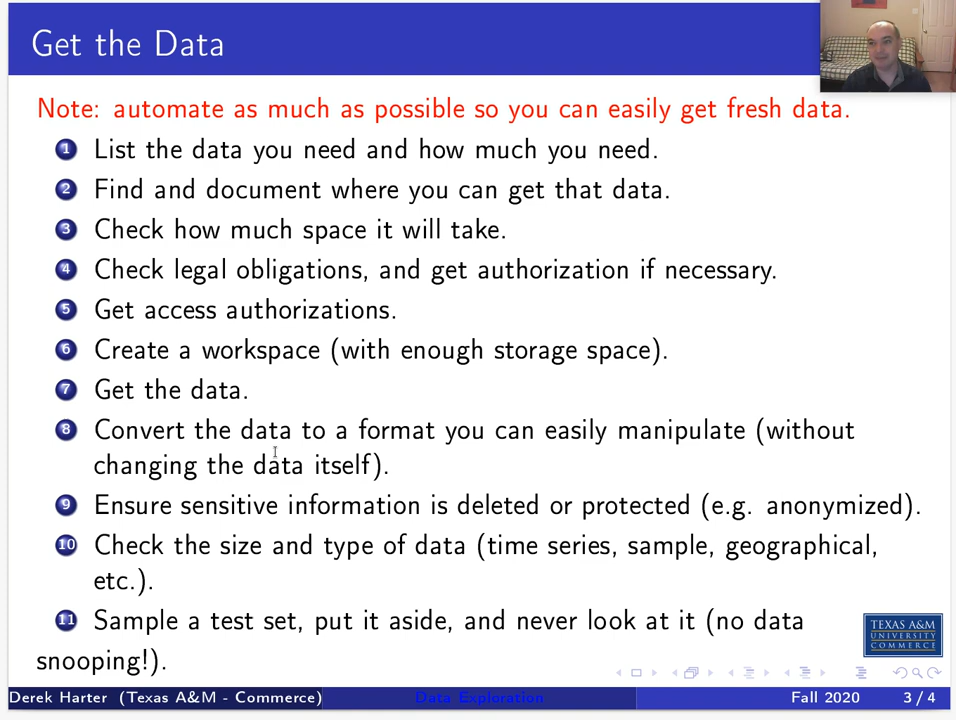 Get the Data
Note: automate as much as possible so you can easily get fresh data.
1 List the data you need and how much you need.
2 Find and document where you can get that data.
3 Check how much space it will take.
4 Check legal obligations, and get authorization if necessary.
5 Get access authorizations.
6 Create a workspace (with enough storage space).
7 Get the data.
8 Convert the data to a format you can easily manipulate (without
changing the data itself).
9 Ensure sensitive information is deleted or protected (e.g. anonymized).
10 Check the size and type of data (time series, sample, geographical,
etc.).
11 Sample a test set, put it aside, and never look at it (no data
snooping!).
TEXAS A&M
UNIVERSITY
COMMERCE
Derek Harter (Texas A&M - Commerce) Data Exploration Fall 2020 3 / 4